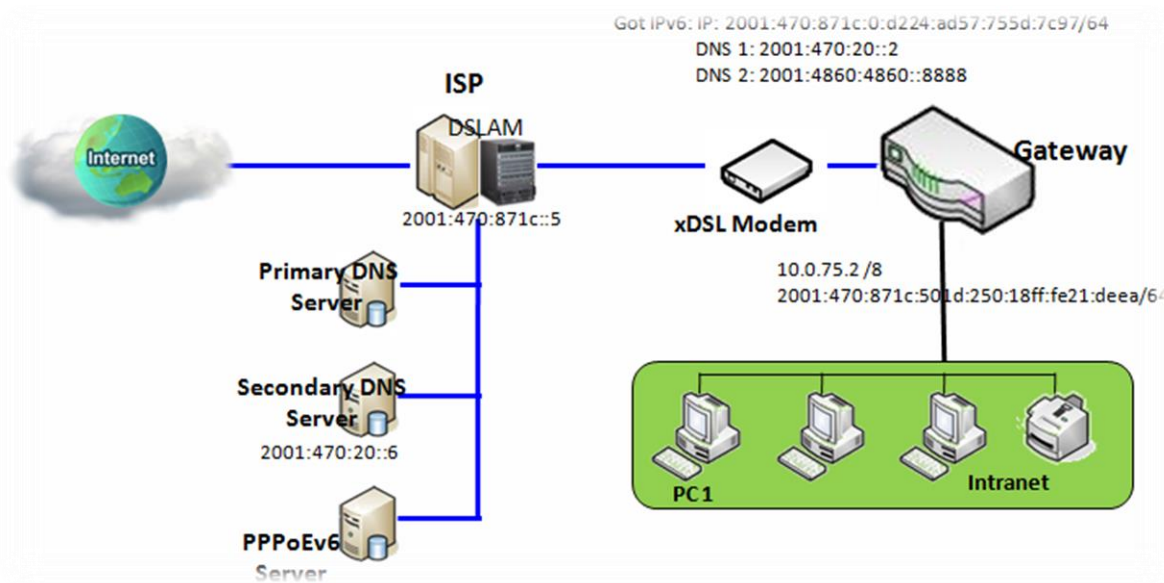 Got IPv6: IP: 2001:470:871c:0:d224:ad57:755d:7c97/64
DNS 1: 2001:470:20::2
DNS 2: 2001:4860:4860::8888
ISP
DSLAM
Internet
Gateway
2001:470:871c::5
xDSL Modem
Primary DNS
Server
10.0.75.2 /8
2001:470:871c:501d:250:18ff:fe21:deea/64
Secondary DNS
Server
2001:470:20::6
PC1
Intranet
PPPoEv6
Server